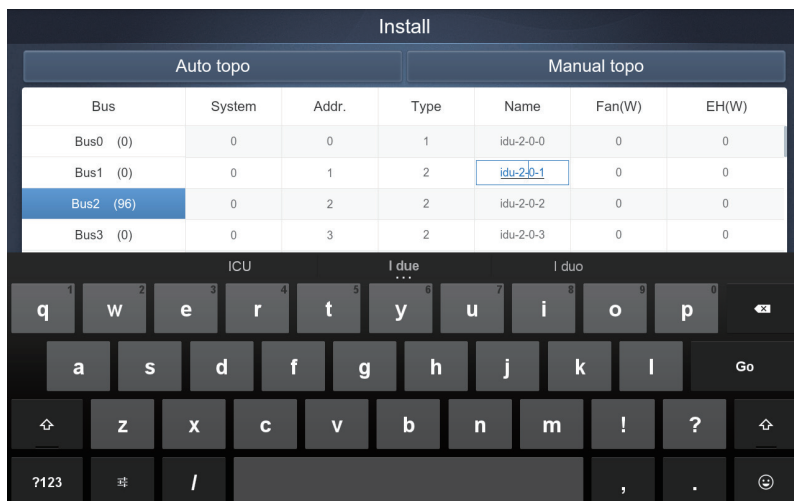 Install
Auto topo Manual topo
Bus System Addr. Type Name Fan(W) EH(W)
Bus0 (0) 0 0 1 idu-2-0-0 0 0
Bus1 (0) 0 1 2 idu-2-0-1 0 0
Bus2 (96) 0 2 2 idu-2-0-2 0 0
Bus3 (0) 0 3 2 idu-2-0-3 0 0
ICU I due I duo
1 2 3 4 5 6 7 8 9 0
q w e r t y u i o p
a s d f g h j k l Go
z x c v b n m ! ?
?123 / , .